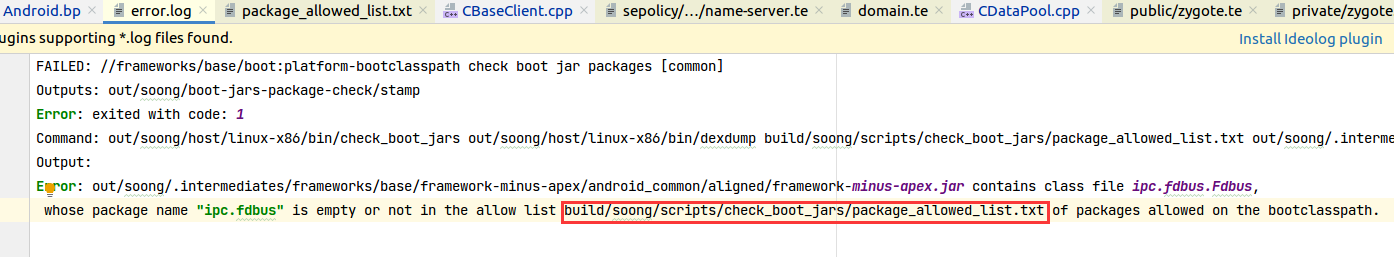 Android.bp × error.log × package_allowed_list.txt × CBaseClient.cpp × sepolicy/.../name-server.te × domain.te × CDataPool.cpp × public/zygote.te × private/zygote
ugins supporting *.log files found. Install Ideolog plugin
FAILED: //frameworks/base/boot:platform-bootclasspath check boot jar packages [common]
Outputs: out/soong/boot-jars-package-check/stamp
Error: exited with code: 1
Command: out/soong/host/linux-x86/bin/check_boot_jars out/soong/host/linux-x86/bin/dexdump build/soong/scripts/check_boot_jars/package_allowed_list.txt out/soong/.interme
Output:
Error: out/soong/.intermediates/frameworks/base/framework-minus-apex/android_common/aligned/framework-minus-apex.jar contains class file ipc.fdbus.Fdbus,
whose package name "ipc.fdbus" is empty or not in the allow list build/soong/scripts/check_boot_jars/package_allowed_list.txt of packages allowed on the bootclasspath.